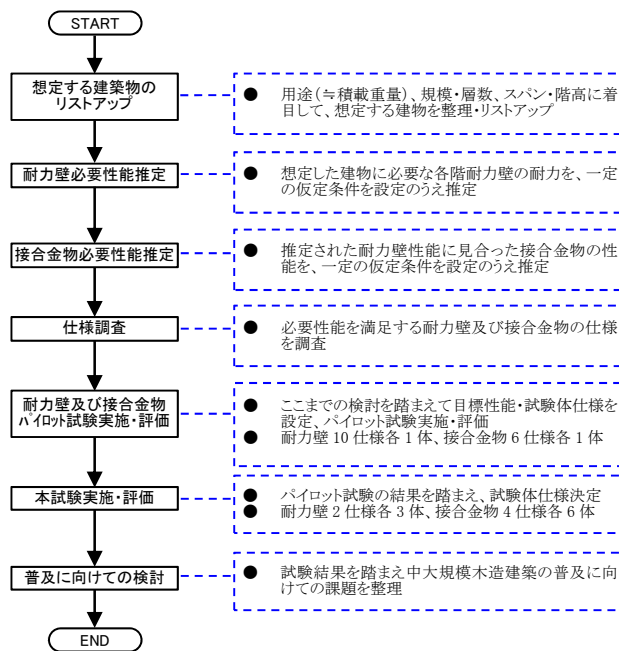 START
想定する建築物の
リストアップ
● 用途(≒積載重量)、規模・層数、スパン・階高に着
目して、想定する建物を整理・リストアップ
耐力壁必要性能推定
● 想定した建物に必要な各階耐力壁の耐力を、一定
の仮定条件を設定のうえ推定
接合金物必要性能推定
● 推定された耐力壁性能に見合った接合金物の性
能を、一定の仮定条件を設定のうえ推定
仕様調査
● 必要性能を満足する耐力壁及び接合金物の仕様
を調査
耐力壁及び接合金物
パイロット試験実施・評価
● ここまでの検討を踏まえて目標性能・試験体仕様を
設定、パイロット試験実施・評価
● 耐力壁 10 仕様各 1 体、接合金物 6 仕様各 1 体
本試験実施・評価
● パイロット試験の結果を踏まえ、試験体仕様決定
● 耐力壁 2 仕様各 3 体、接合金物 4 仕様各 6 体
普及に向けての検討
● 試験結果を踏まえ中大規模木造建築の普及に向
けての課題を整理
END